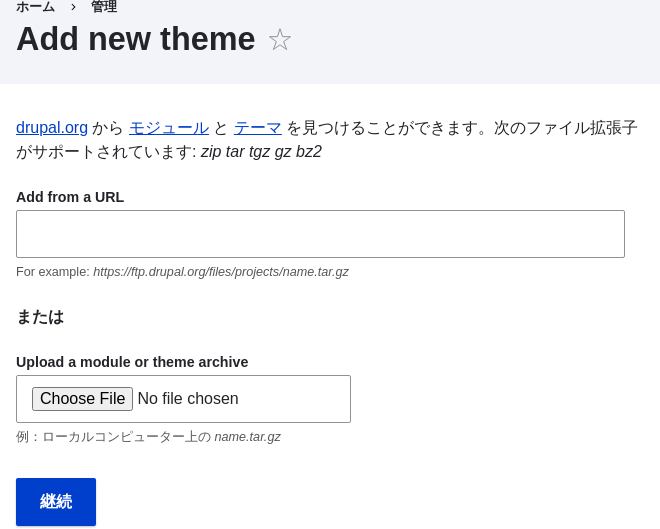 ホーム › 管理
Add new theme ☆
drupal.org から モジュール と テーマ を見つけることができます。次のファイル拡張子
がサポートされています: zip tar tgz gz bz2
Add from a URL
For example: https://ftp.drupal.org/files/projects/name.tar.gz
または
Upload a module or theme archive
Choose File No file chosen
例：ローカルコンピューター上の name.tar.gz
継続